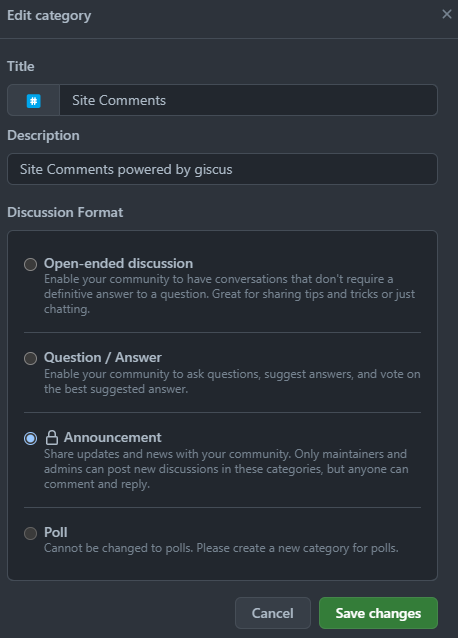 Edit category
Title
# Site Comments
Description
Site Comments powered by giscus
Discussion Format
Open-ended discussion
Enable your community to have conversations that don't require a
definitive answer to a question. Great for sharing tips and tricks or just
chatting.
Question / Answer
Enable your community to ask questions, suggest answers, and vote on
the best suggested answer.
Announcement
Share updates and news with your community. Only maintainers and
admins can post new discussions in these categories, but anyone can
comment and reply.
Poll
Cannot be changed to polls. Please create a new category for polls.
Cancel Save changes